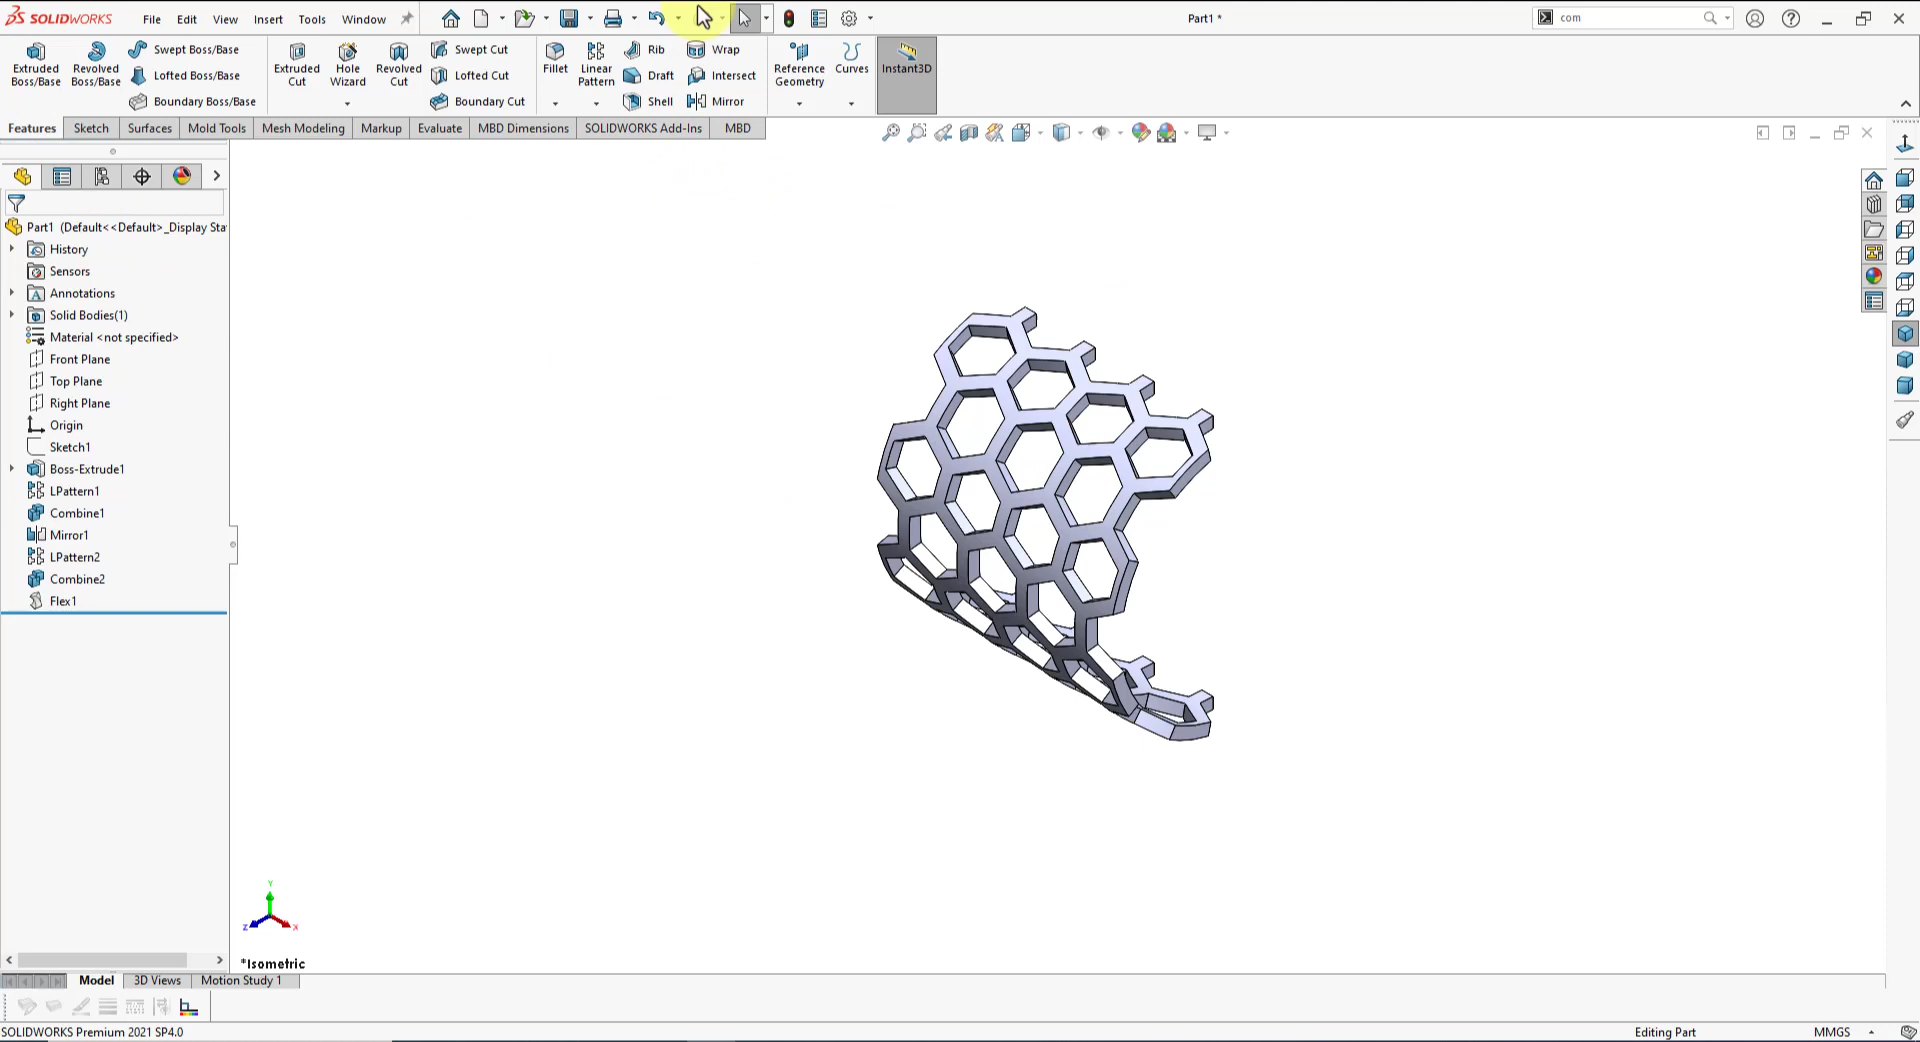 SOLIDWORKS File Edit View Insert Tools Window Part1 * com
Extruded Boss/Base
Revolved Boss/Base
Swept Boss/Base
Lofted Boss/Base
Boundary Boss/Base
Extruded Cut
Hole Wizard
Revolved Cut
Swept Cut
Lofted Cut
Boundary Cut
Fillet
Linear Pattern
Rib
Draft
Shell
Wrap
Intersect
Mirror
Reference Geometry
Curves
Instant3D
Features Sketch Surfaces Mold Tools Mesh Modeling Markup Evaluate MBD Dimensions SOLIDWORKS Add-Ins MBD
Part1 (Default<<Default>_Display Sta
History
Sensors
Annotations
Solid Bodies(1)
Material <not specified>
Front Plane
Top Plane
Right Plane
Origin
Sketch1
Boss-Extrude1
LPattern1
Combine1
Mirror1
LPattern2
Combine2
Flex1
Y
Z X
*Isometric
Model 3D Views Motion Study 1
SOLIDWORKS Premium 2021 SP4.0 Editing Part MMGS